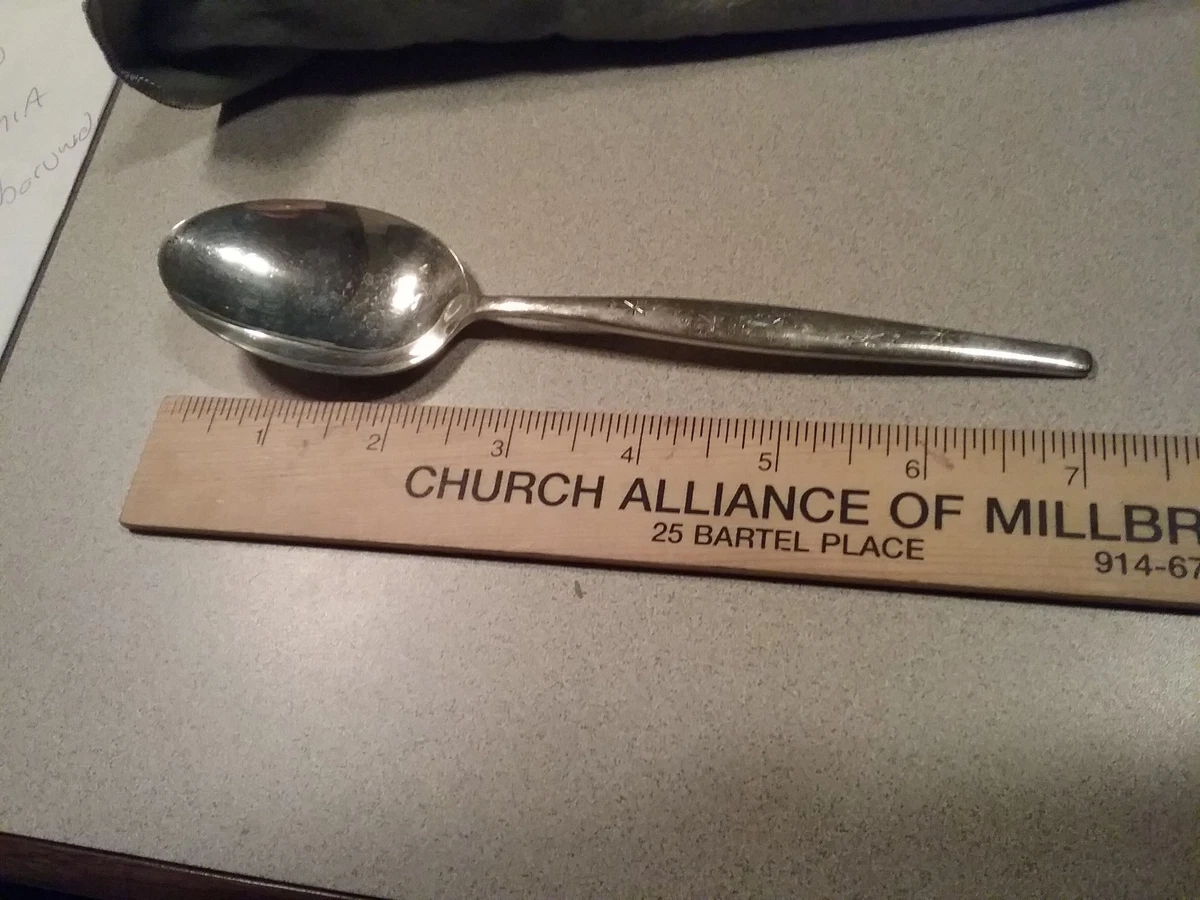 1 2 3 4 5 6 7
CHURCH ALLIANCE OF MILLBR
25 BARTEL PLACE
914-67